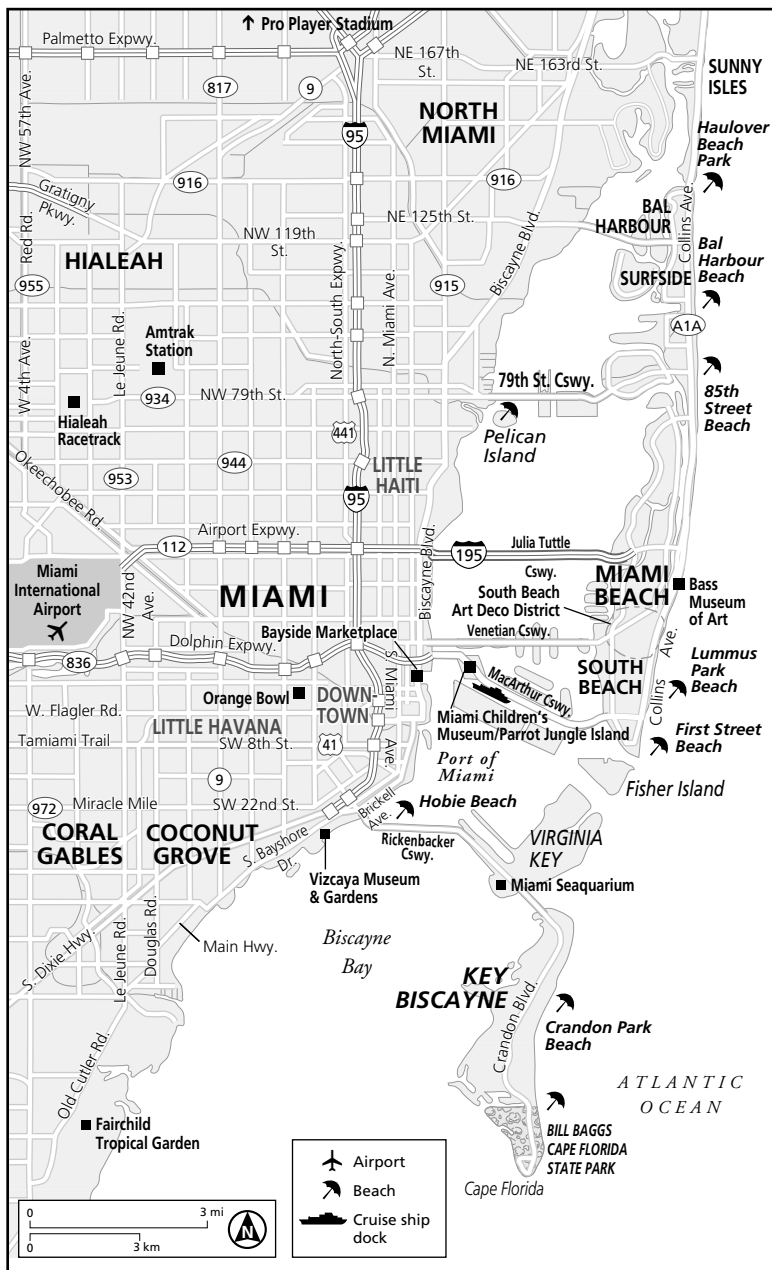 ↑ Pro Player Stadium
Palmetto Expwy.
NE 167th
St.
NE 163rd St.
SUNNY
ISLES
817
9
NW 57th Ave.
95
NORTH
MIAMI
Haulover
Beach
Park
916
916
Gratigny
Pkwy.
NE 125th St.
BAL
HARBOUR
Collins Ave.
NW 119th
St.
Red Rd.
HIALEAH
Biscayne Blvd.
Bal
Harbour
Beach
SURFSIDE
955
915
North-South Expwy.
N. Miami Ave.
A1A
Le Jeune Rd.
Amtrak
Station
W 4th Ave.
NW 79th St.
79th St. Cswy.
85th
Street
Beach
934
Hialeah
Racetrack
Pelican
Island
441
LITTLE
HAITI
944
953
Okeechobee Rd.
95
Airport Expwy.
112
195
Julia Tuttle
Cswy.
Biscayne Blvd.
Miami
International
Airport
NW 42nd
Ave.
MIAMI
MIAMI
BEACH
Bass
Museum
of Art
South Beach
Art Deco District
Venetian Cswy.
Bayside Marketplace
Dolphin Expwy.
836
SOUTH
BEACH
Collins Ave.
Lummus
Park
Beach
Orange Bowl
DOWN-
TOWN
S. Miami Ave.
MacArthur Cswy.
Miami Children's
Museum/Parrot Jungle Island
W. Flagler Rd.
LITTLE HAVANA
Tamiami Trail
SW 8th St.
41
Port of
Miami
First Street
Beach
Fisher Island
9
972
Miracle Mile
SW 22nd St.
Brickell
Ave.
Hobie Beach
CORAL
GABLES
COCONUT
GROVE
S. Bayshore
Dr.
Rickenbacker
Cswy.
VIRGINIA
KEY
Vizcaya Museum
& Gardens
Miami Seaquarium
S. Dixie Hwy.
Le Jeune Rd.
Douglas Rd.
Main Hwy.
Biscayne
Bay
KEY
BISCAYNE
Crandon Blvd.
Crandon Park
Beach
Old Cutler Rd.
ATLANTIC
OCEAN
Fairchild
Tropical Garden
BILL BAGGS
CAPE FLORIDA
STATE PARK
Cape Florida
Airport
Beach
Cruise ship
dock
0 3 mi
0 3 km
N